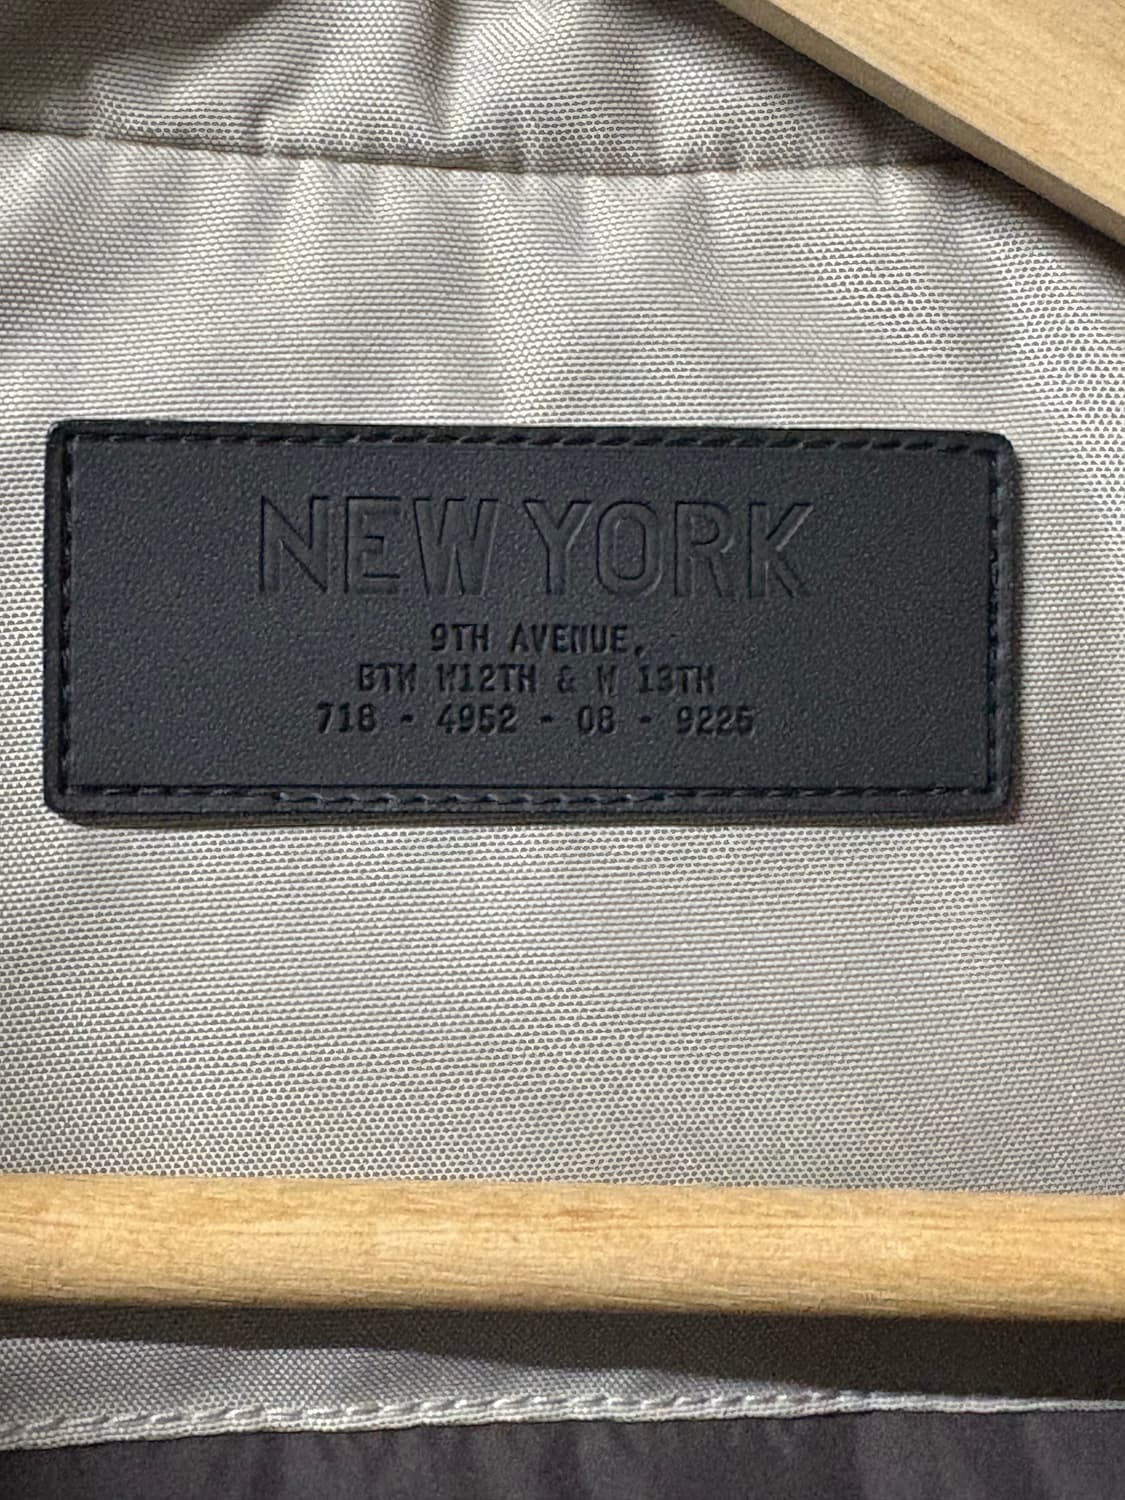 NEW YORK
9TH AVENUE,
BTW W12TH & W 13TH
718 - 4952 - 08 - 9225